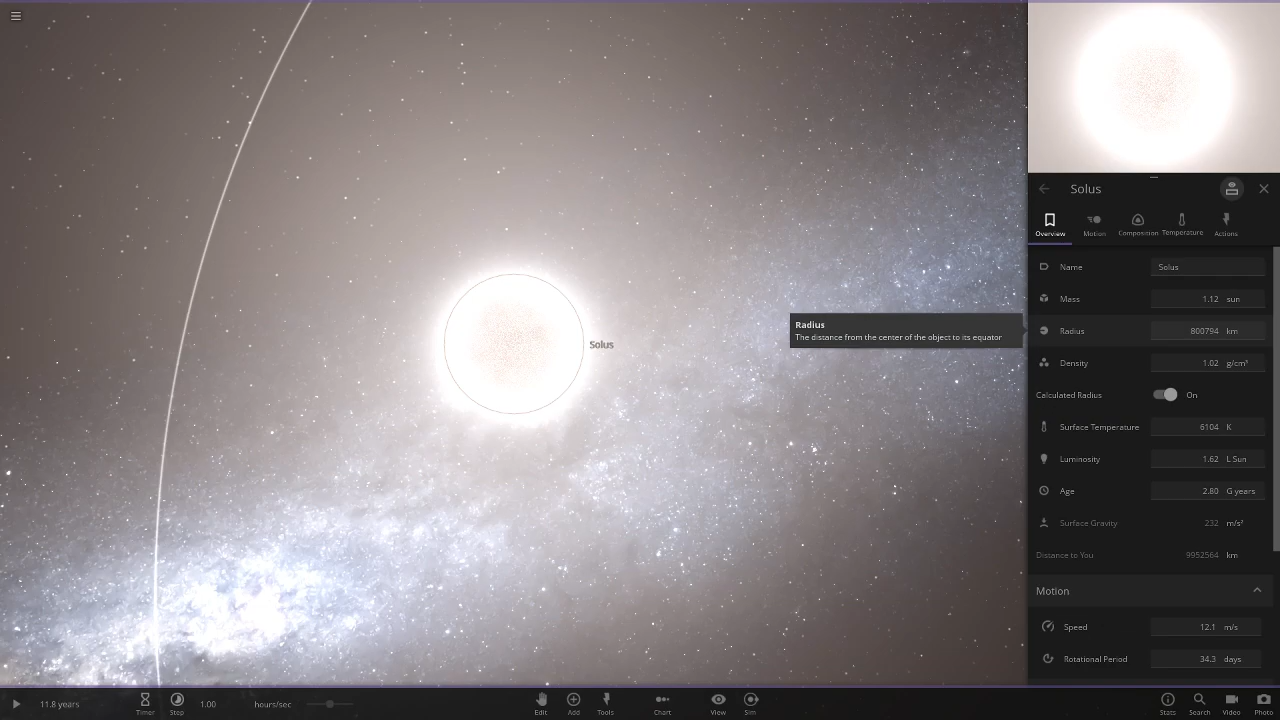 Solus
Overview
Motion
Composition
Temperature
Actions
Name Solus
Mass 1.12 sun
Radius
The distance from the center of the object to its equator
Radius 800794 km
Solus
Density 1.02 g/cm³
Calculated Radius On
Surface Temperature 6104 K
Luminosity 1.62 L Sun
Age 2.80 G years
Surface Gravity 232 m/s²
Distance to You 9952564 km
Motion
Speed 12.1 m/s
Rotational Period 34.3 days
11.8 years
Timer
Step
1.00 hours/sec
Edit
Add
Tools
Chart
View
Sim
Stats
Search
Video
Photo